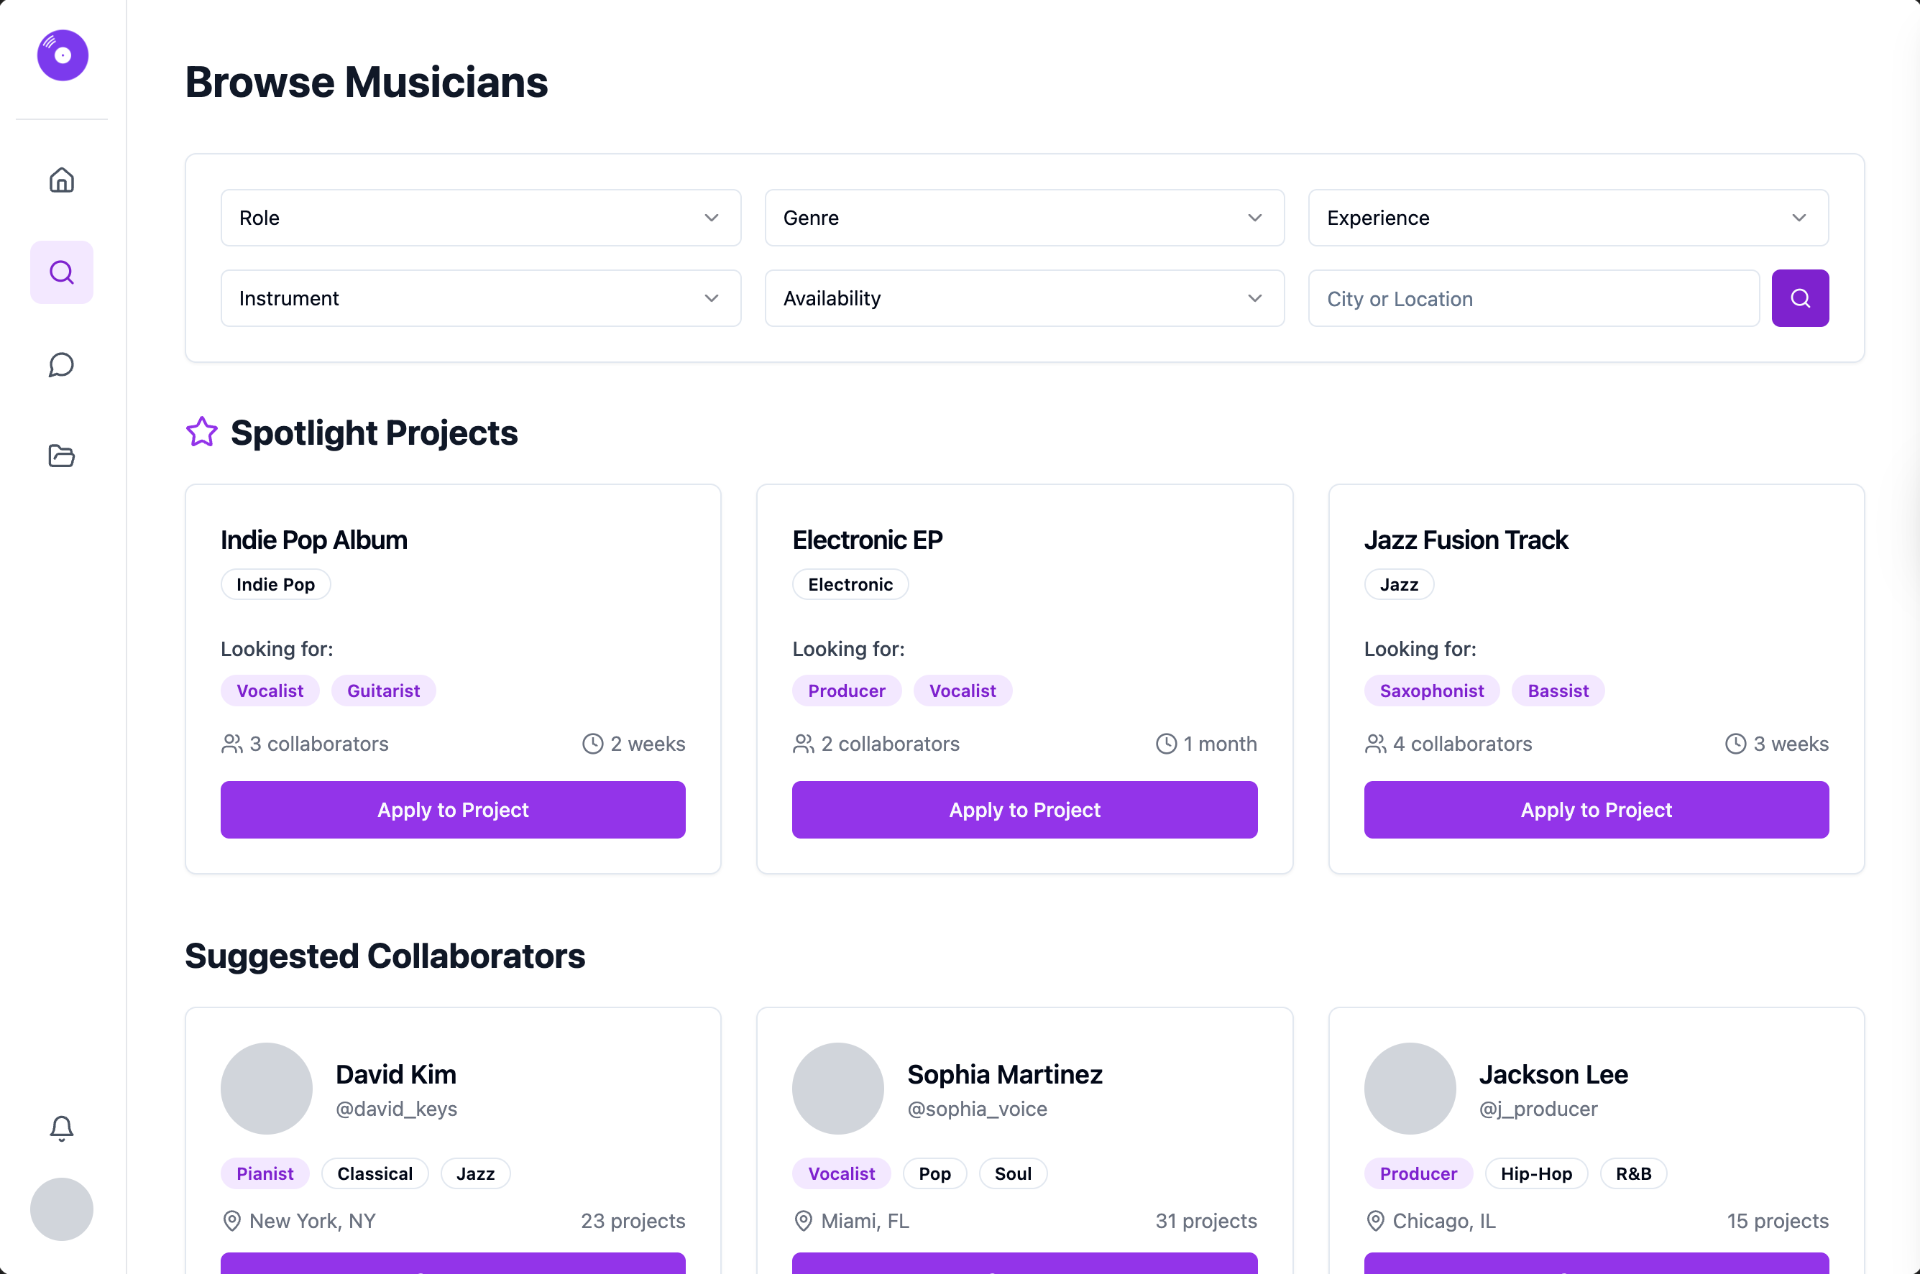 Browse Musicians
Role
Genre
Experience
Instrument
Availability
City or Location
Spotlight Projects
Indie Pop Album
Indie Pop
Looking for:
Vocalist Guitarist
3 collaborators 2 weeks
Apply to Project
Electronic EP
Electronic
Looking for:
Producer Vocalist
2 collaborators 1 month
Apply to Project
Jazz Fusion Track
Jazz
Looking for:
Saxophonist Bassist
4 collaborators 3 weeks
Apply to Project
Suggested Collaborators
David Kim
@david_keys
Pianist Classical Jazz
New York, NY 23 projects
Sophia Martinez
@sophia_voice
Vocalist Pop Soul
Miami, FL 31 projects
Jackson Lee
@j_producer
Producer Hip-Hop R&B
Chicago, IL 15 projects